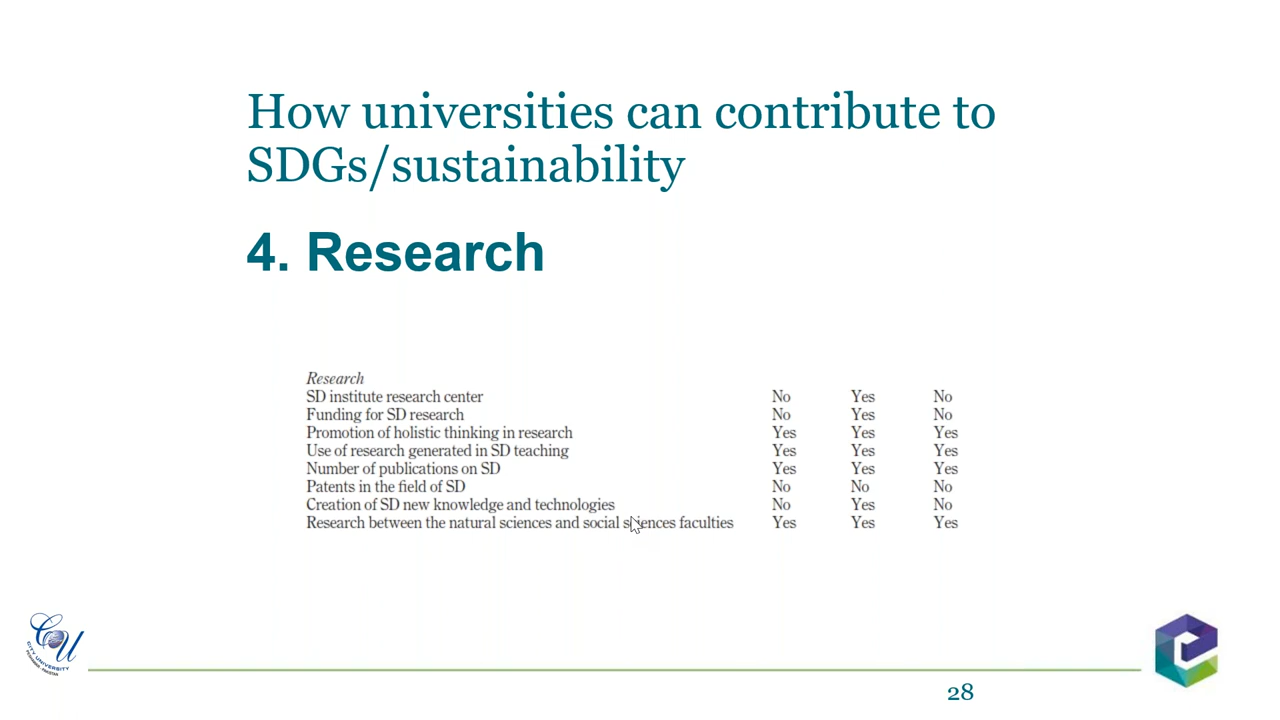 How universities can contribute to
SDGs/sustainability
4. Research
Research
SD institute research center No Yes No
Funding for SD research No Yes No
Promotion of holistic thinking in research Yes Yes Yes
Use of research generated in SD teaching Yes Yes Yes
Number of publications on SD Yes Yes Yes
Patents in the field of SD No No No
Creation of SD new knowledge and technologies No Yes No
Research between the natural sciences and social sciences faculties Yes Yes Yes
CU
CITY UNIVERSITY
28